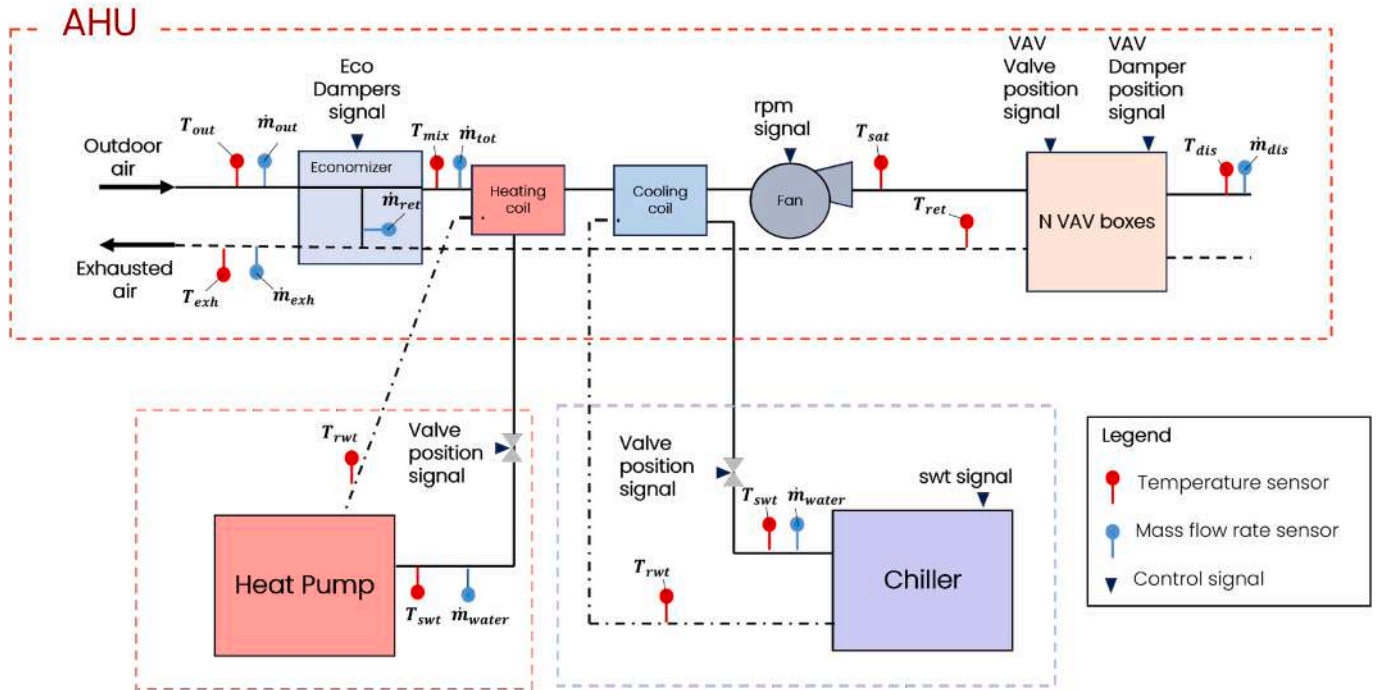 AHU
Eco
Dampers
signal
VAV
Valve
position
signal
VAV
Damper
position
signal
rpm
signal
T_out
ṁ_out
T_mix
ṁ_tot
T_sat
T_dis
ṁ_dis
Outdoor
air
Economizer
Heating
coil
Cooling
coil
Fan
ṁ_ret
T_ret
N VAV boxes
Exhausted
air
T_exh
ṁ_exh
T_rwt
Valve
position
signal
Heat Pump
T_swt
ṁ_water
Valve
position
signal
T_swt
ṁ_water
swt signal
T_rwt
Chiller
Legend
Temperature sensor
Mass flow rate sensor
Control signal